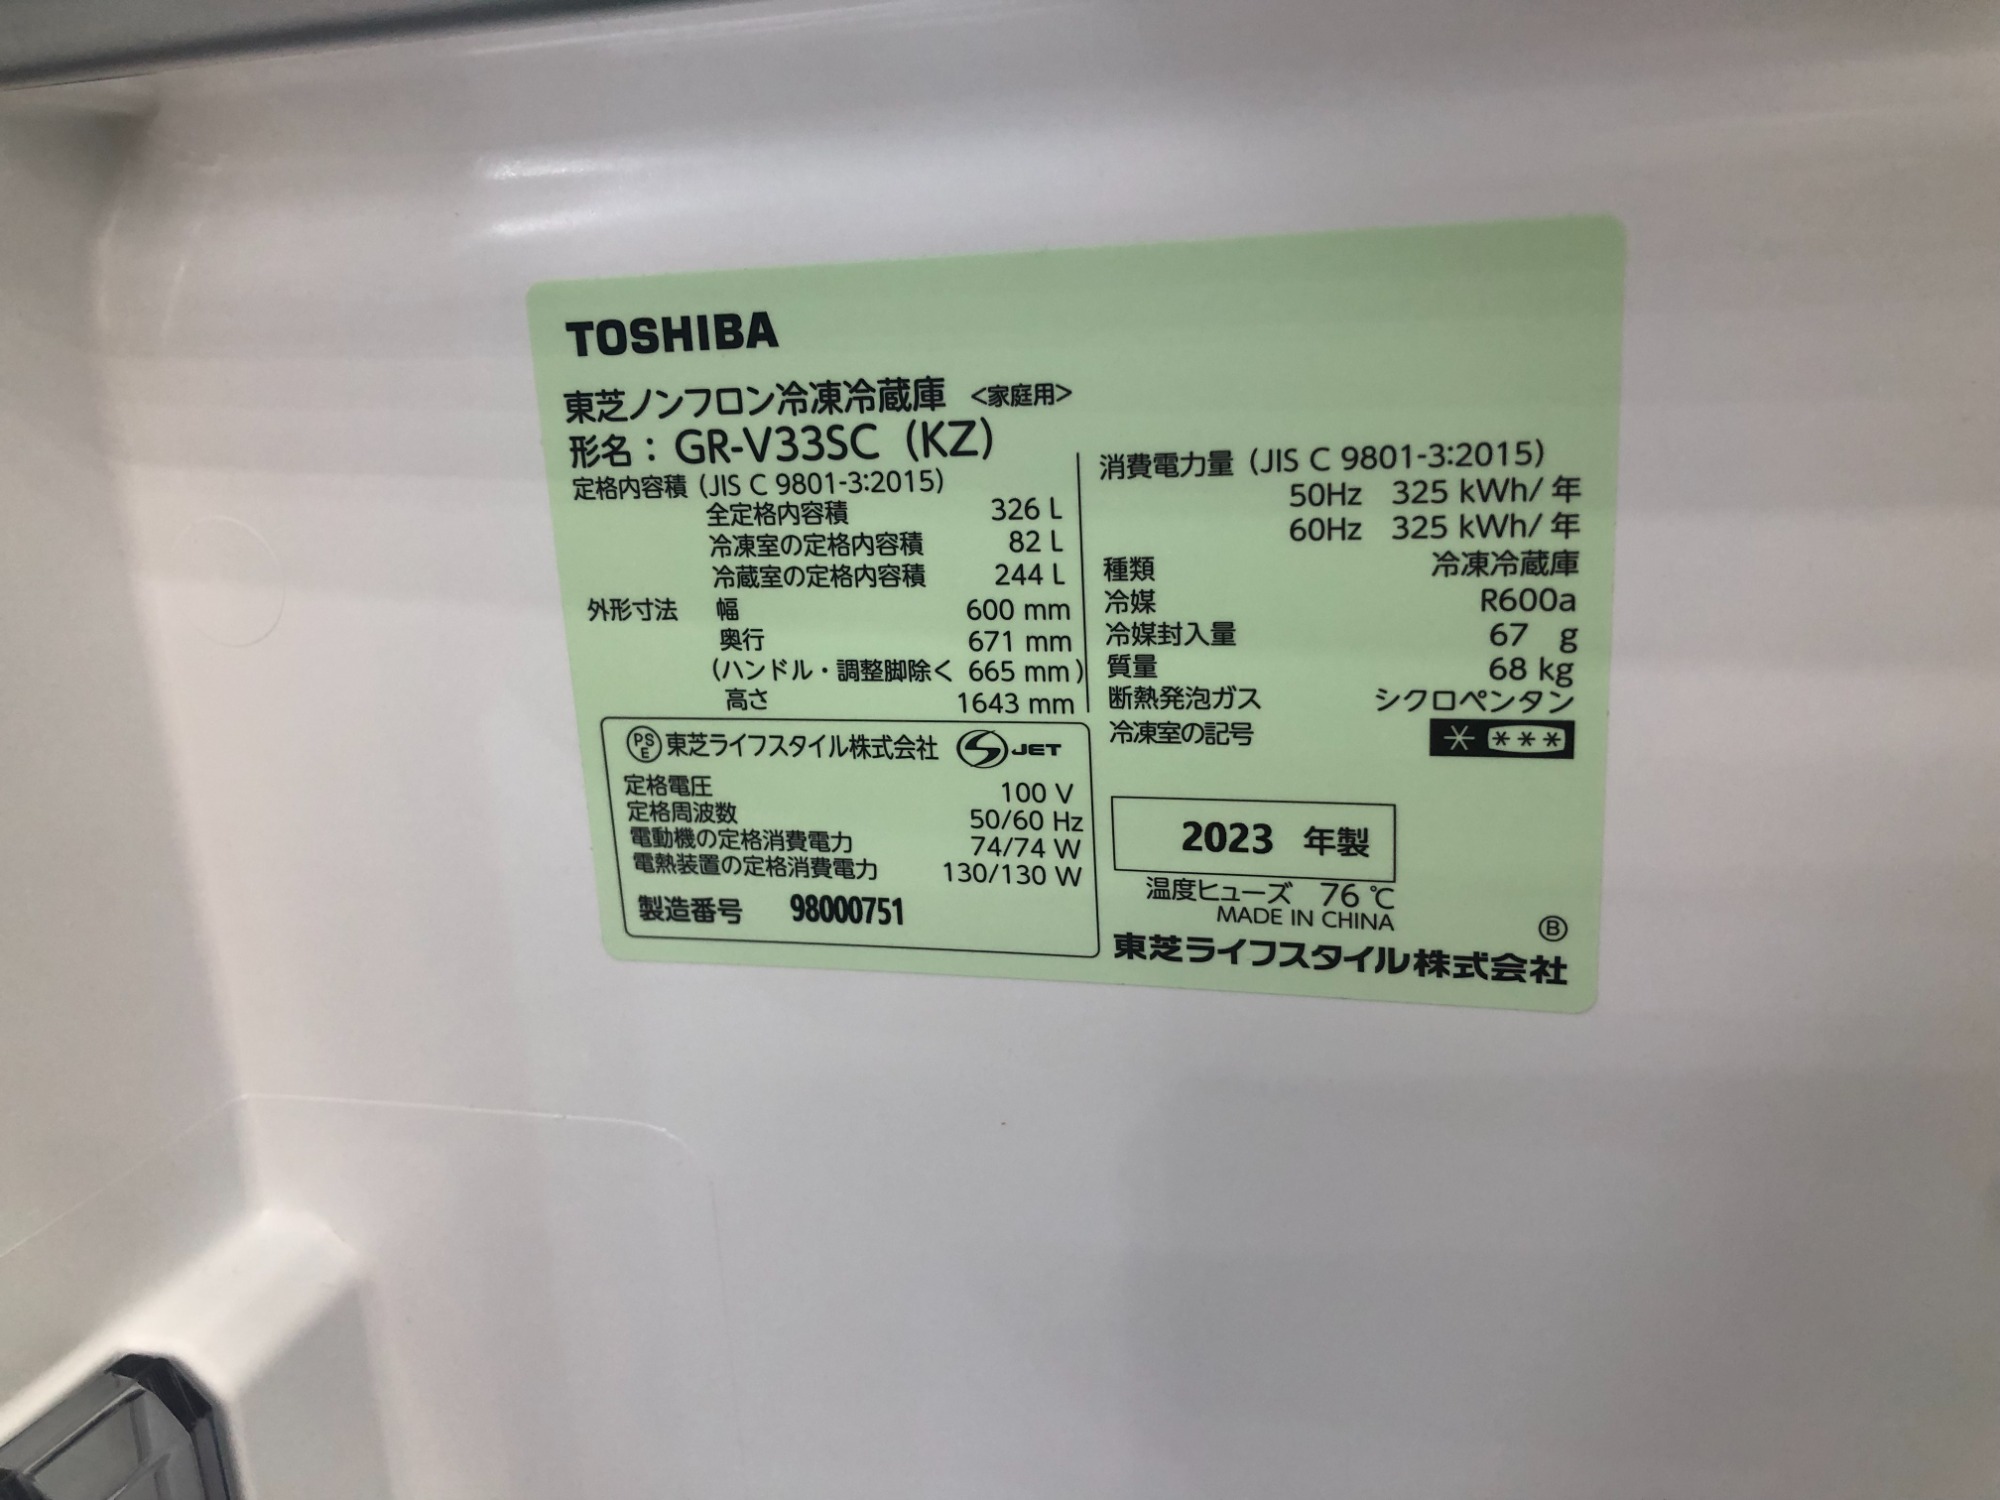 TOSHIBA
東芝ノンフロン冷凍冷蔵庫 <家庭用>
形名：GR-V33SC (KZ)
定格内容積 (JIS C 9801-3:2015)
全定格内容積 326 L
冷凍室の定格内容積 82 L
冷蔵室の定格内容積 244 L
外形寸法 幅 600 mm
奥行 671 mm
(ハンドル・調整脚除く 665 mm)
高さ 1643 mm
PSE 東芝ライフスタイル株式会社 S JET
定格電圧 100 V
定格周波数 50/60 Hz
電動機の定格消費電力 74/74 W
電熱装置の定格消費電力 130/130 W
製造番号 98000751
消費電力量 (JIS C 9801-3:2015)
50Hz 325 kWh/年
60Hz 325 kWh/年
種類 冷凍冷蔵庫
冷媒 R600a
冷媒封入量 67 g
質量 68 kg
断熱発泡ガス シクロペンタン
冷凍室の記号 * ***
2023 年製
温度ヒューズ 76 ℃
MADE IN CHINA
Ⓑ
東芝ライフスタイル株式会社